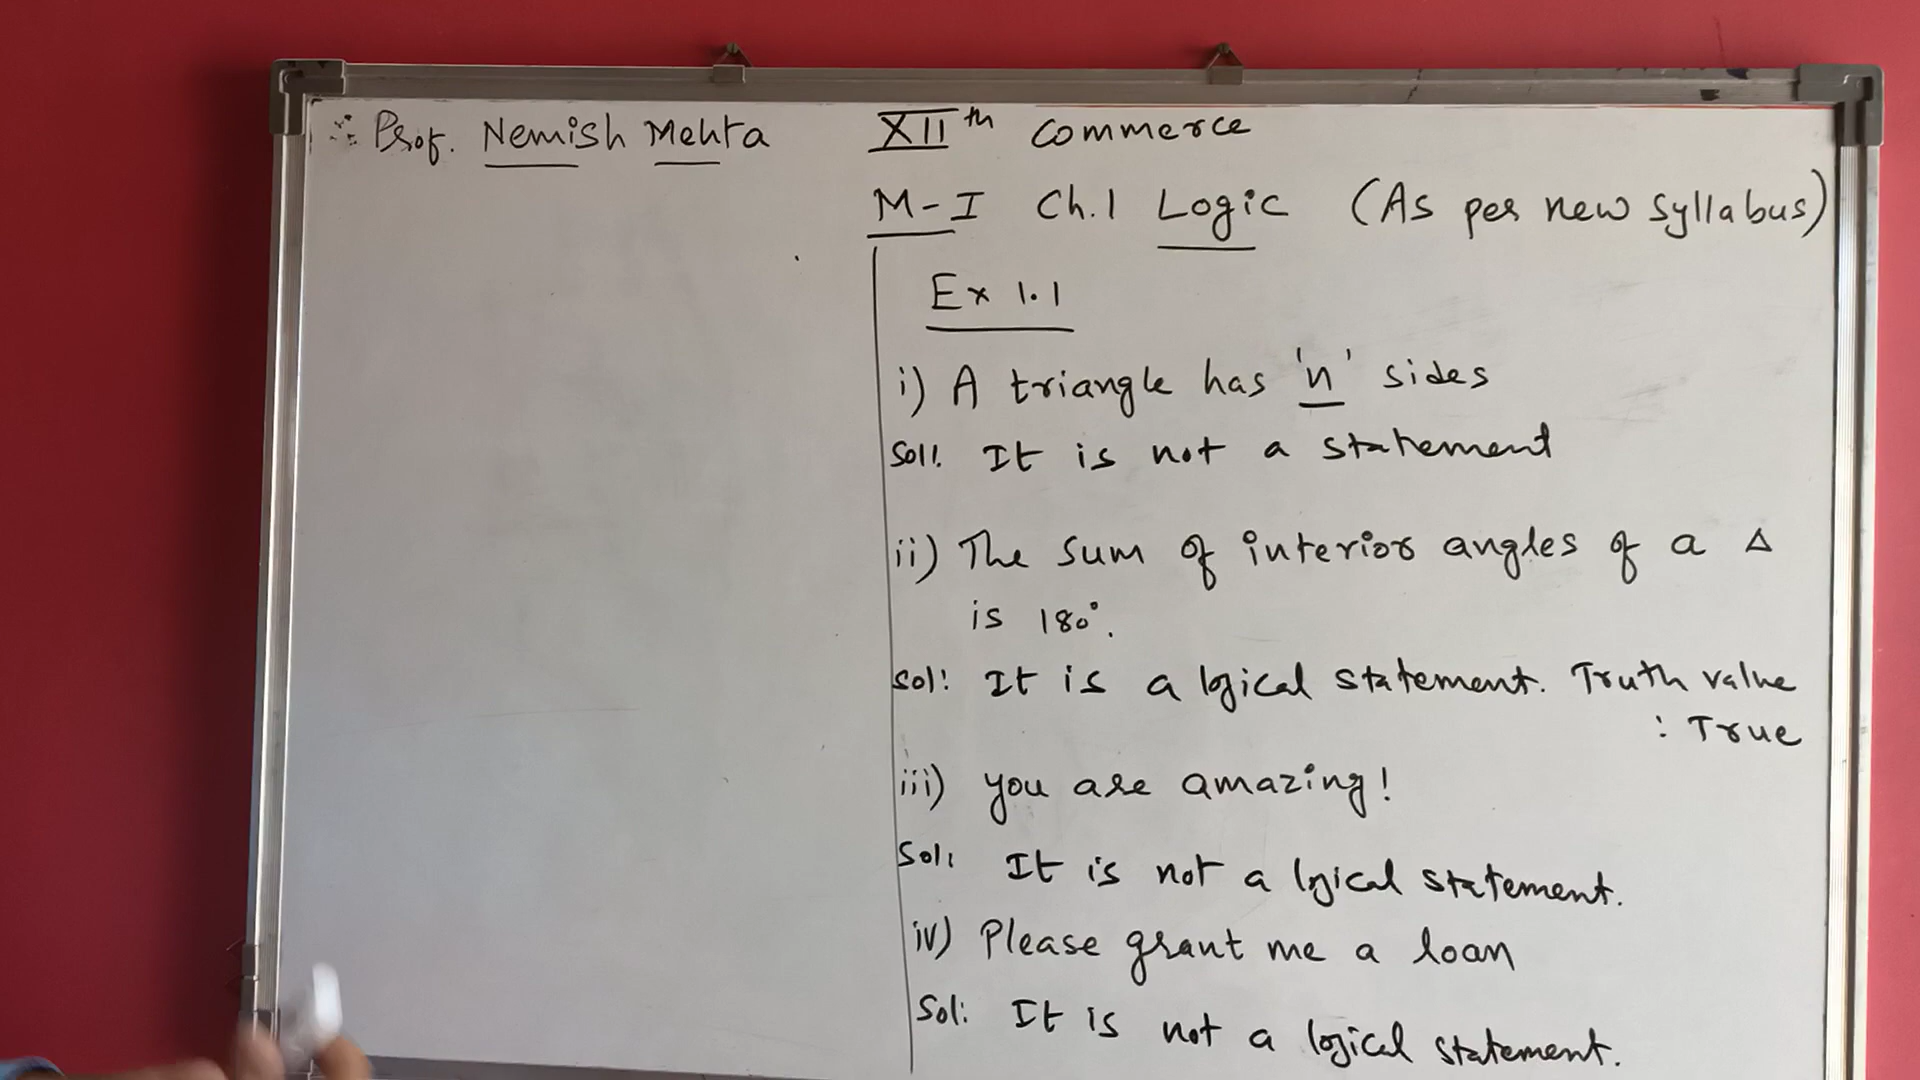 Prof. Nemish Mehta
XIIth Commerce
M-I Ch.1 Logic (As per new syllabus)
Ex 1.1
i) A triangle has 'n' sides
Sol: It is not a statement
ii) The sum of interior angles of a Δ
is 180°.
Sol: It is a logical statement. Truth value
: True
iii) you are amazing!
Sol: It is not a logical statement.
iv) Please grant me a loan
Sol: It is not a logical statement.